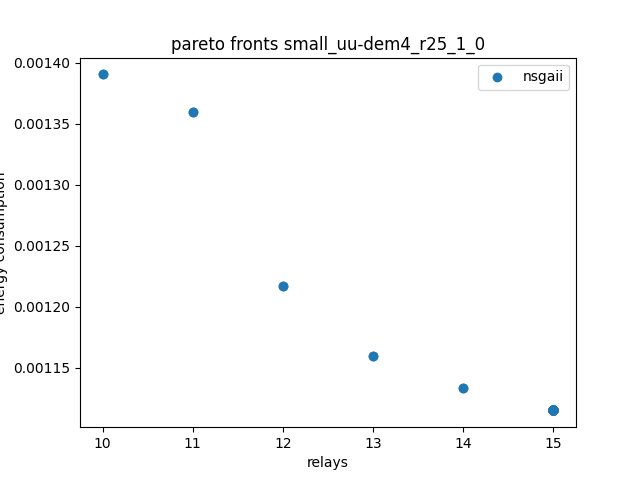 pareto fronts small_uu-dem4_r25_1_0
nsgaii
0.00140
0.00135
0.00130
0.00125
0.00120
0.00115
energy consumption
10 11 12 13 14 15
relays